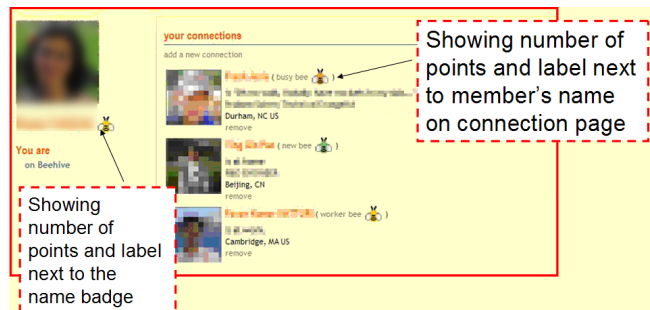 your connections
add a new connection
( busy bee )
Durham, NC US
remove
( new bee )
Beijing, CN
remove
( worker bee )
Cambridge, MA US
remove
You are
on Beehive
Showing number of
points and label next
to member's name
on connection page
Showing
number of
points and label
next to the
name badge